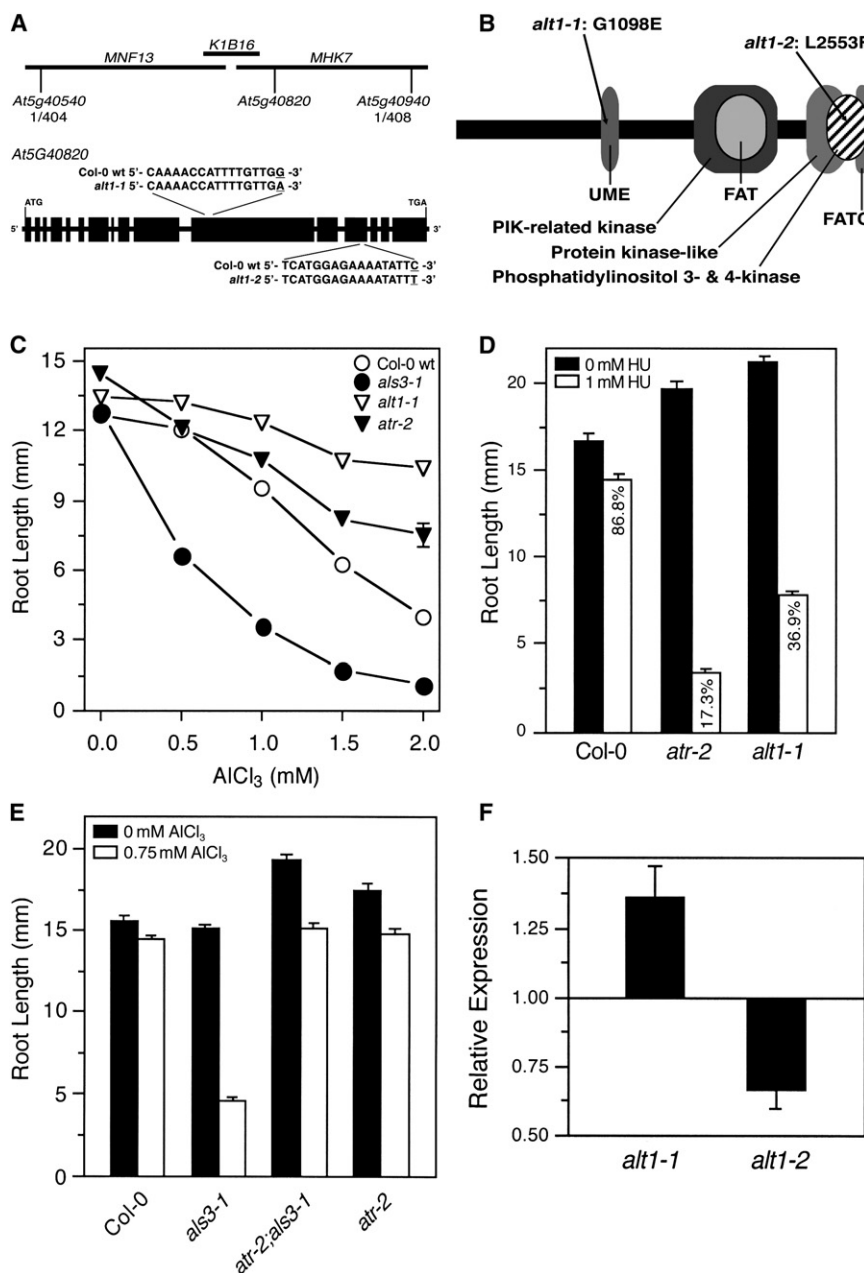 A
MNF13
K1B16
MHK7
At5g40540
1/404
At5g40820
At5g40940
1/408
At5G40820
Col-0 wt 5'- CAAAACCATTTTGTTGG -3'
alt1-1 5'- CAAAACCATTTTGTTGA -3'
ATG
TGA
5'
3'
Col-0 wt 5'- TCATGGAGAAAATATTC -3'
alt1-2 5'- TCATGGAGAAAATATTT -3'
B
alt1-1: G1098E
alt1-2: L2553F
UME
FAT
FATC
PIK-related kinase
Protein kinase-like
Phosphatidylinositol 3- & 4-kinase
C
Root Length (mm)
15
12
9
6
3
0
Col-0 wt
als3-1
alt1-1
atr-2
0.0
0.5
1.0
1.5
2.0
AlCl3 (mM)
D
Root Length (mm)
20
15
10
5
0
0 mM HU
1 mM HU
86.8%
17.3%
36.9%
Col-0
atr-2
alt1-1
E
Root Length (mm)
20
15
10
5
0
0 mM AlCl3
0.75 mM AlCl3
Col-0
als3-1
atr-2;als3-1
atr-2
F
Relative Expression
1.50
1.25
1.00
0.75
0.50
alt1-1
alt1-2